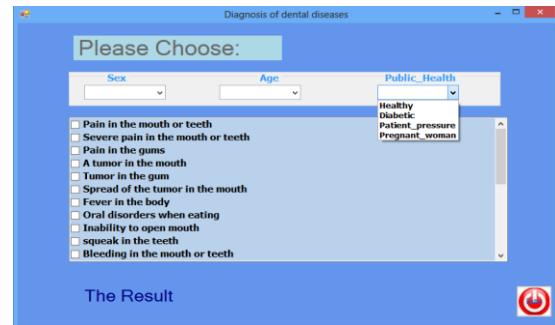 Diagnosis of dental diseases
Please Choose:
Sex Age Public_Health
Healthy
Diabetic
Patient_pressure
Pregnant_woman
Pain in the mouth or teeth
Severe pain in the mouth or teeth
Pain in the gums
A tumor in the mouth
Tumor in the gum
Spread of the tumor in the mouth
Fever in the body
Oral disorders when eating
Inability to open mouth
squeak in the teeth
Bleeding in the mouth or teeth
The Result